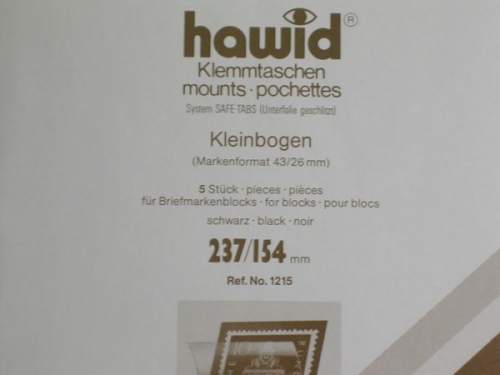 hawid®
Klemmtaschen
mounts · pochettes
System SAFE-TABS (Unterfolie geschlitzt)
Kleinbogen
(Markenformat 43/26 mm)
5 Stück · pieces · pièces
für Briefmarkenblocks · for blocks · pour blocs
schwarz · black · noir
237/154 mm
Ref. No. 1215
10